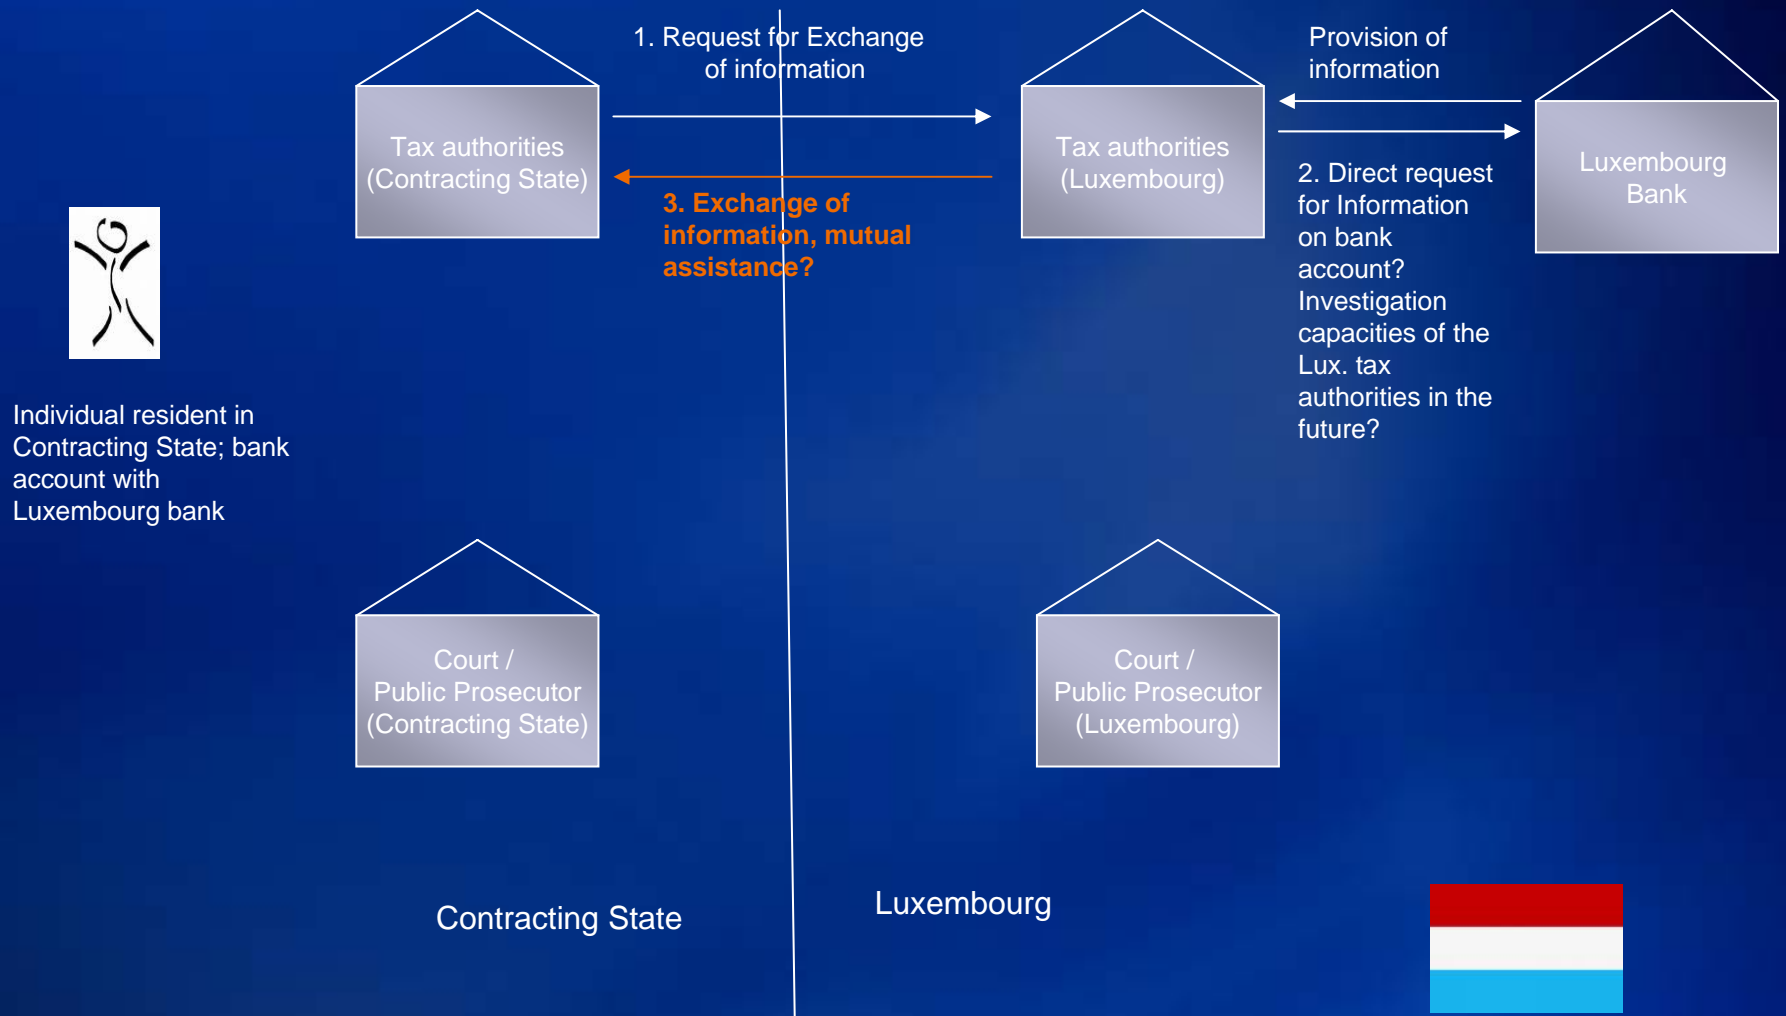 1. Request for Exchange
of information
Provision of
information
Tax authorities
(Contracting State)
Tax authorities
(Luxembourg)
Luxembourg
Bank
3. Exchange of
information, mutual
assistance?
2. Direct request
for Information
on bank
account?
Investigation
capacities of the
Lux. tax
authorities in the
future?
Individual resident in
Contracting State; bank
account with
Luxembourg bank
Court /
Public Prosecutor
(Contracting State)
Court /
Public Prosecutor
(Luxembourg)
Contracting State
Luxembourg